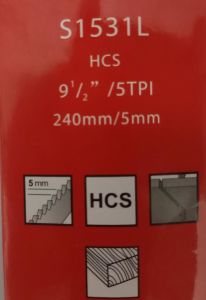 S1531L
HCS
9 1/2” /5TPI
240mm/5mm
5 mm
HCS